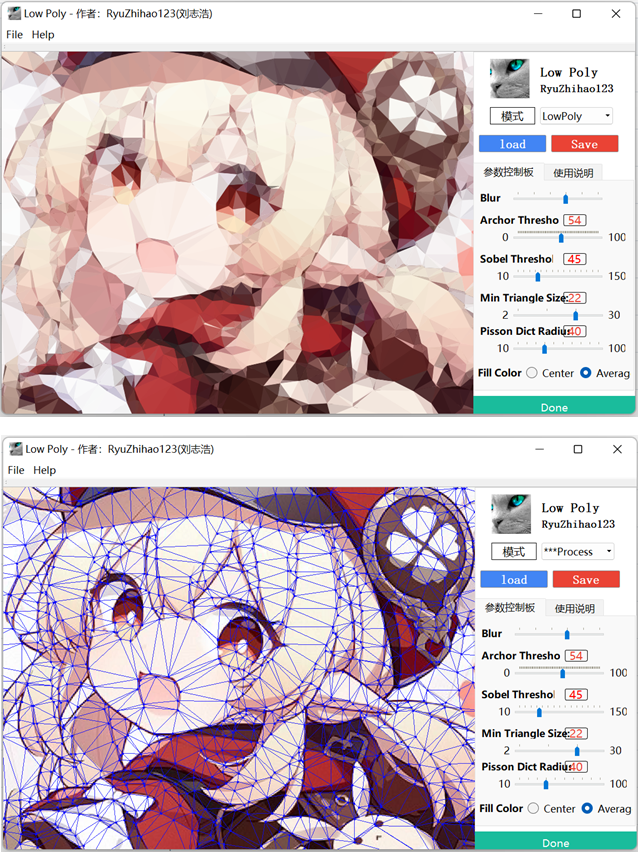 Low Poly - 作者：RyuZhihao123(刘志浩)
File Help
Low Poly
RyuZhihao123
模式 LowPoly
load Save
参数控制板 使用说明
Blur
Archor Thresho 54
0 100
Sobel Threshol 45
10 150
Min Triangle Size: 22
2 30
Pisson Dict Radius 40
10 100
Fill Color Center Averag
Done
Low Poly - 作者：RyuZhihao123(刘志浩)
File Help
Low Poly
RyuZhihao123
模式 ***Process
load Save
参数控制板 使用说明
Blur
Archor Thresho 54
0 100
Sobel Threshol 45
10 150
Min Triangle Size: 22
2 30
Pisson Dict Radius 40
10 100
Fill Color Center Averag
Done